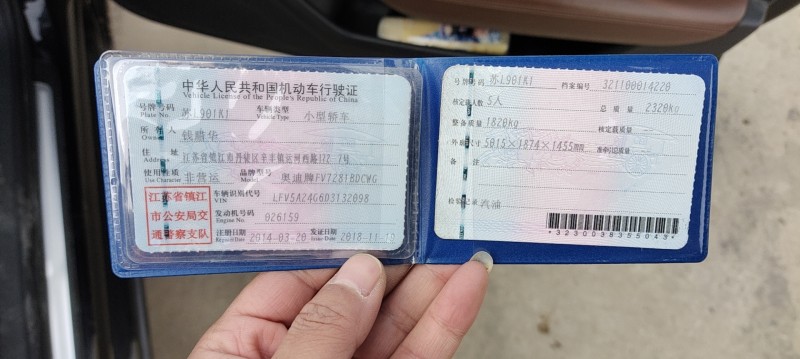 中华人民共和国机动车行驶证
Vehicle License of the People's Republic of China
号牌号码 苏L901K1 车辆类型 小型轿车
Plate No. Vehicle Type
所有人 钱腊华
Owner
住址 江苏省镇江市丹徒区辛丰镇运河西路172-7号
Address
使用性质 非营运 品牌型号 奥迪牌FV7281BDCWG
Use Character Model
江苏省镇江
市公安局交
通警察支队
车辆识别代号 LFV5A24G6D3132098
VIN
发动机号码 026159
Engine No.
注册日期 2014-03-20 发证日期 2018-11-
Register Date Issue Date
号牌号码 苏L901K1 档案编号 321100014220
核定载人数 5人 总质量 2320kg
整备质量 1820kg 核定载质量
外廓尺寸 5015×1874×1455mm 准牵引总质量
备注
检验记录 汽油
*3230028355043*